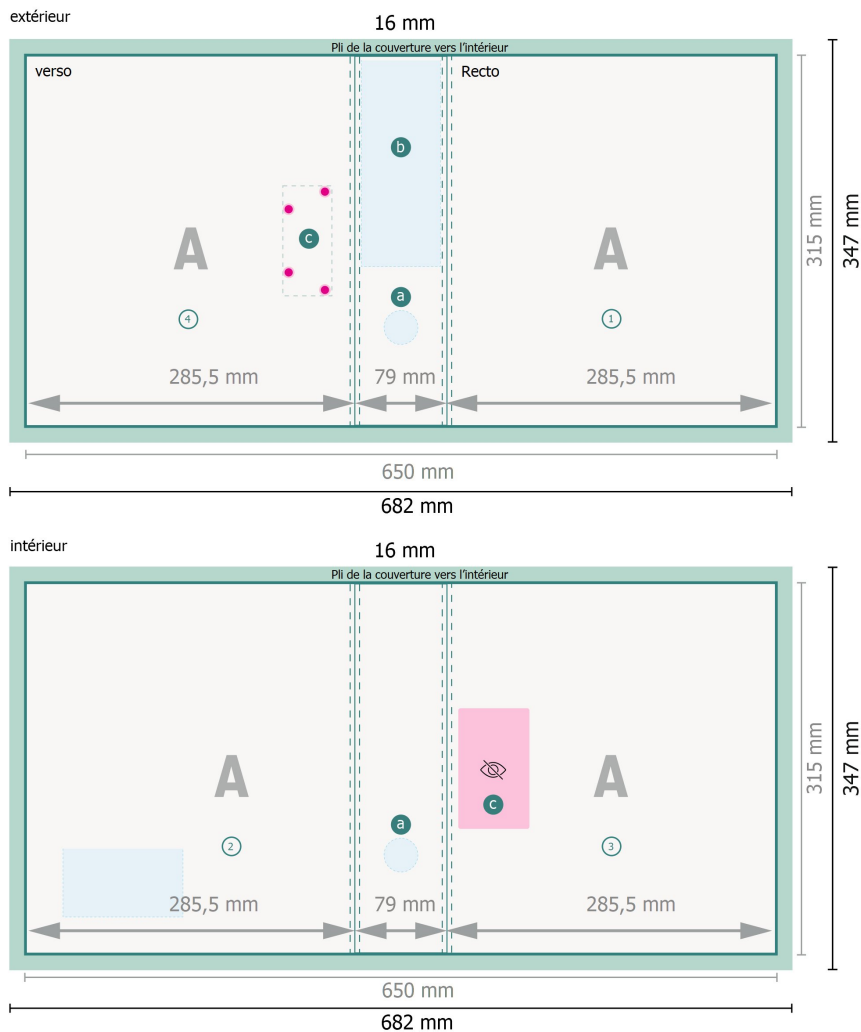 extérieur
16 mm
Pli de la couverture vers l'intérieur
verso
Recto
b
c
A
A
a
4
1
285,5 mm
79 mm
285,5 mm
315 mm
347 mm
650 mm
682 mm
intérieur
16 mm
Pli de la couverture vers l'intérieur
A
A
c
a
2
3
285,5 mm
79 mm
285,5 mm
315 mm
347 mm
650 mm
682 mm